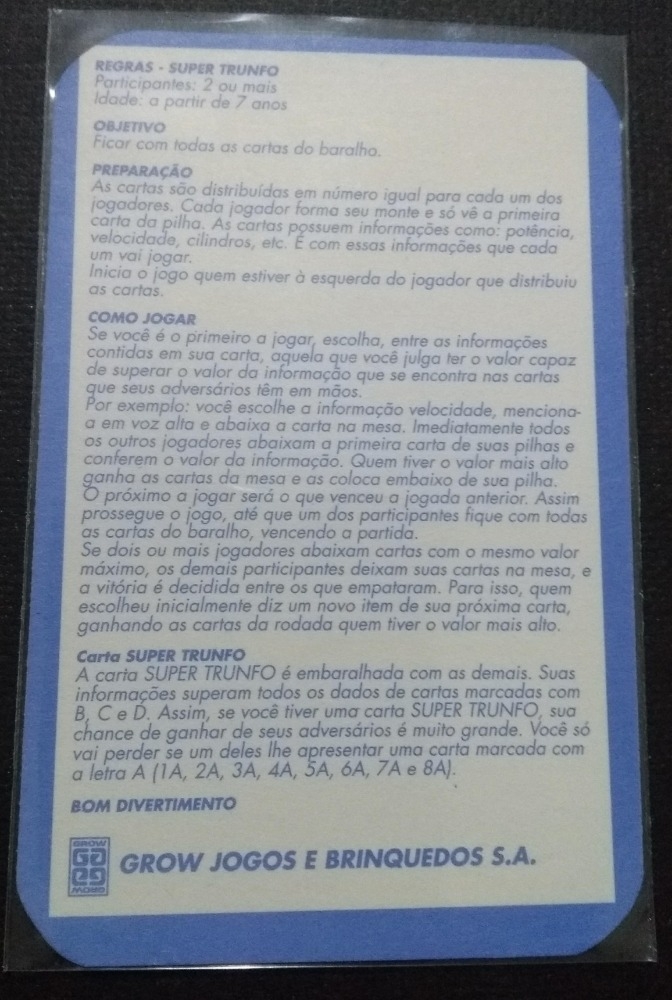 REGRAS - SUPER TRUNFO
Participantes: 2 ou mais
Idade: a partir de 7 anos
OBJETIVO
Ficar com todas as cartas do baralho.
PREPARAÇÃO
As cartas são distribuídas em número igual para cada um dos
jogadores. Cada jogador forma seu monte e só vê a primeira
carta da pilha. As cartas possuem informações como: potência,
velocidade, cilindros, etc. É com essas informações que cada
um vai jogar.
Inicia o jogo quem estiver à esquerda do jogador que distribuiu
as cartas.
COMO JOGAR
Se você é o primeiro a jogar, escolha, entre as informações
contidas em sua carta, aquela que você julga ter o valor capaz
de superar o valor da informação que se encontra nas cartas
que seus adversários têm em mãos.
Por exemplo: você escolhe a informação velocidade, menciona-
a em voz alta e abaixa a carta na mesa. Imediatamente todos
os outros jogadores abaixam a primeira carta de suas pilhas e
conferem o valor da informação. Quem tiver o valor mais alto
ganha as cartas da mesa e as coloca embaixo de sua pilha.
O próximo a jogar será o que venceu a jogada anterior. Assim
prossegue o jogo, até que um dos participantes fique com todas
as cartas do baralho, vencendo a partida.
Se dois ou mais jogadores abaixam cartas com o mesmo valor
máximo, os demais participantes deixam suas cartas na mesa, e
a vitória é decidida entre os que empataram. Para isso, quem
escolheu inicialmente diz um novo item de sua próxima carta,
ganhando as cartas da rodada quem tiver o valor mais alto.
Carta SUPER TRUNFO
A carta SUPER TRUNFO é embaralhada com as demais. Suas
informações superam todos os dados de cartas marcadas com
B, C e D. Assim, se você tiver uma carta SUPER TRUNFO, sua
chance de ganhar de seus adversários é muito grande. Você só
vai perder se um deles lhe apresentar uma carta marcada com
a letra A (1A, 2A, 3A, 4A, 5A, 6A, 7A e 8A).
BOM DIVERTIMENTO
GROW
GROW JOGOS E BRINQUEDOS S.A.
GROW